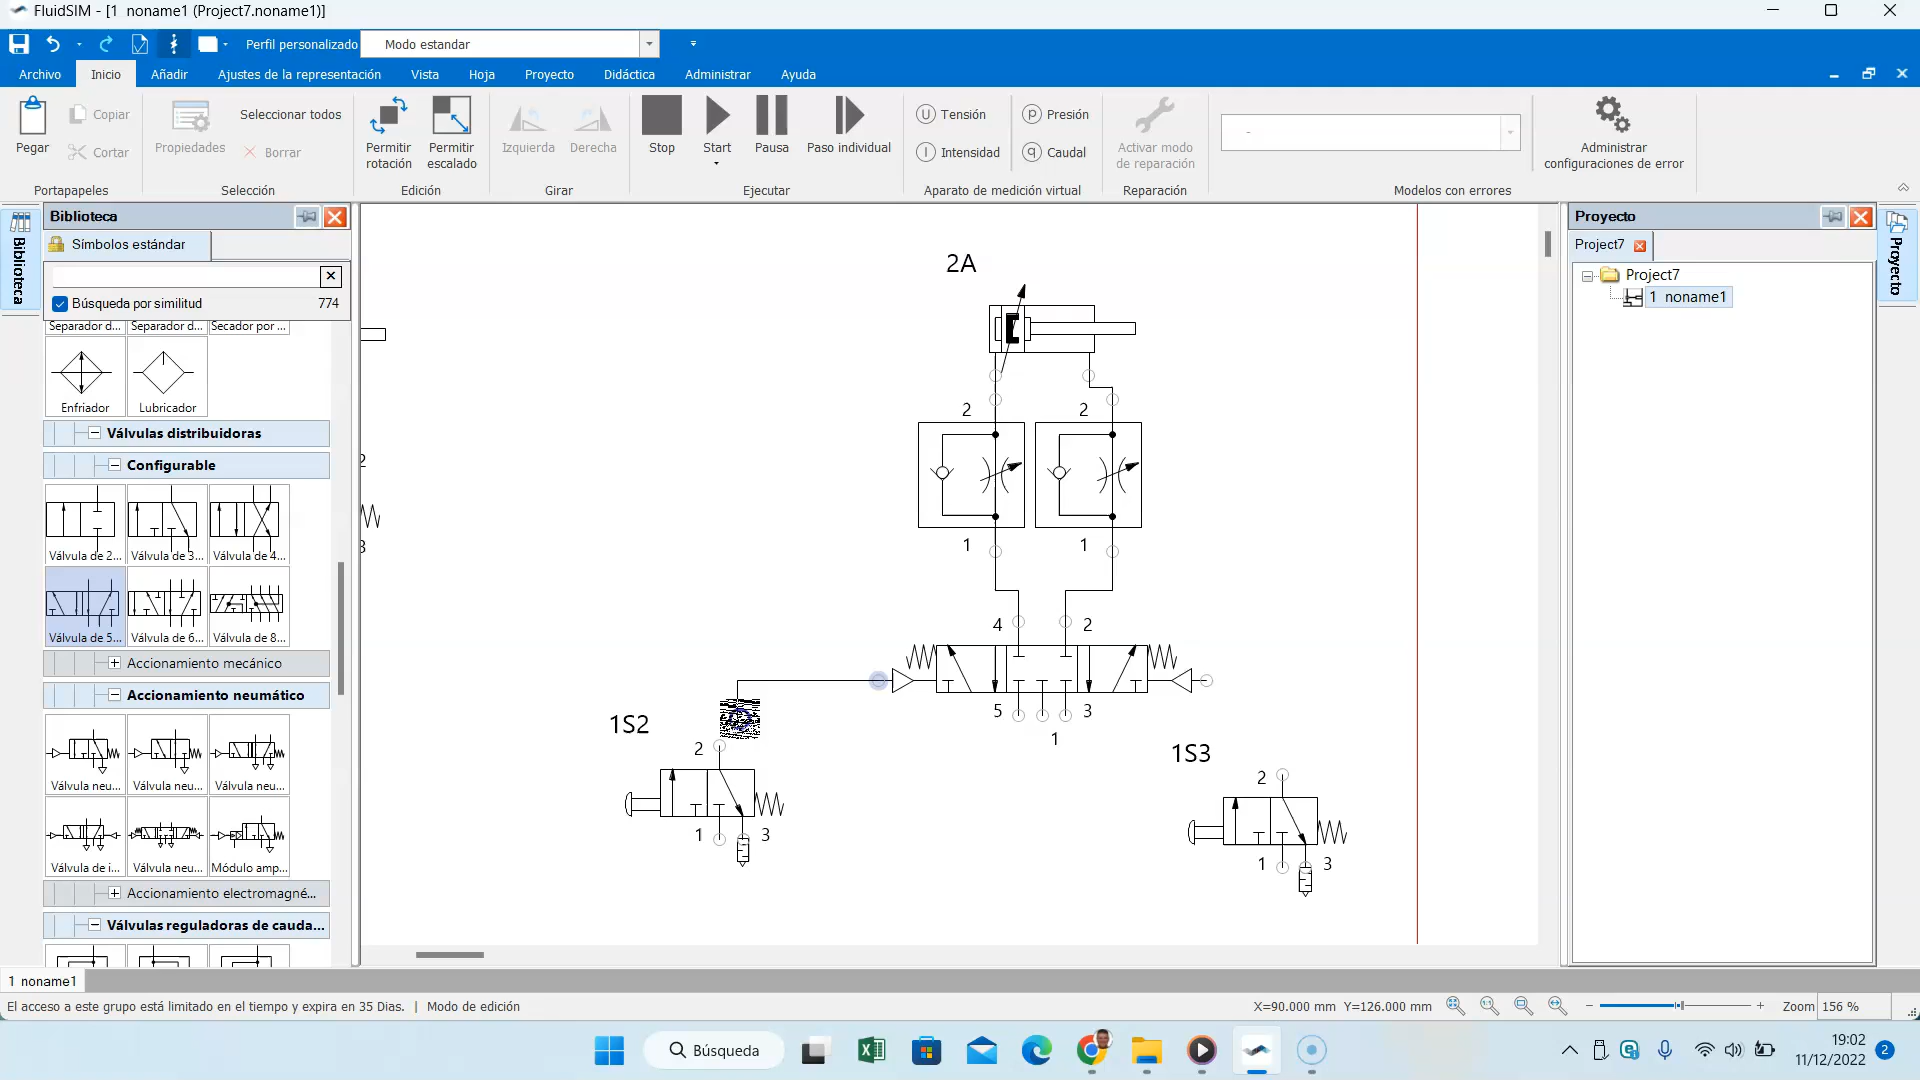 FluidSIM - [1 noname1 (Project7.noname1)]
Perfil personalizado Modo estandar
Archivo Inicio Añadir Ajustes de la representación Vista Hoja Proyecto Didáctica Administrar Ayuda
Pegar Copiar Cortar
Portapapeles
Propiedades Seleccionar todos Borrar
Selección
Permitir rotación Permitir escalado
Edición
Izquierda Derecha
Girar
Stop Start Pausa Paso individual
Ejecutar
U Tensión P Presión
I Intensidad q Caudal
Aparato de medición virtual
Activar modo de reparación
Reparación
-
Administrar configuraciones de error
Modelos con errores
Biblioteca
Biblioteca
Símbolos estándar
Búsqueda por similitud 774
Separador d... Separador d... Secador por ...
Enfriador Lubricador
Válvulas distribuidoras
Configurable
Válvula de 2... Válvula de 3... Válvula de 4...
Válvula de 5... Válvula de 6... Válvula de 8...
Accionamiento mecánico
Accionamiento neumático
Válvula neu... Válvula neu... Válvula neu...
Válvula de i... Válvula neu... Módulo amp...
Accionamiento electromagné...
Válvulas reguladoras de cauda...
2A
2 2
1 1
4 2
5 3
1
1S2
2
1 3
1S3
2
1 3
2
3
Proyecto
Project7
Project7
1 noname1
Proyecto
1 noname1
El acceso a este grupo está limitado en el tiempo y expira en 35 Dias. | Modo de edición
X=90.000 mm Y=126.000 mm
Zoom 156 %
Búsqueda
19:02
11/12/2022
2